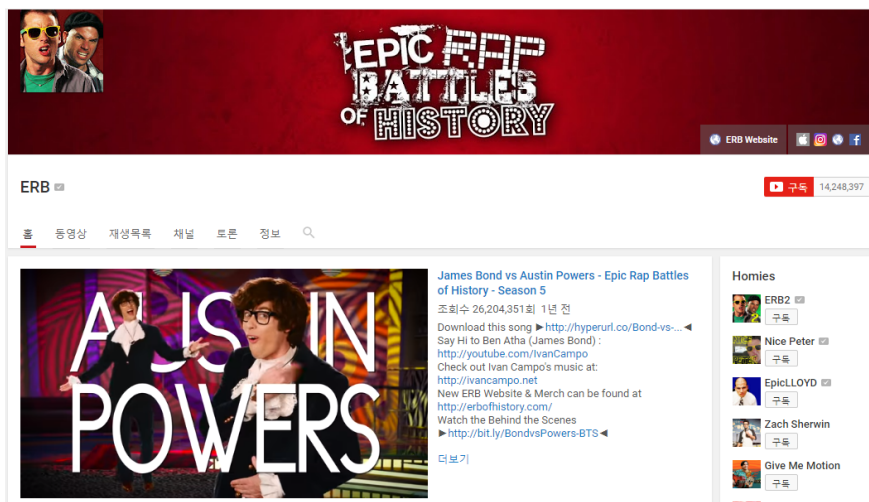 EPIC RAP
BATTLES
OF HISTORY
ERB Website
ERB
구독 14,248,397
홈 동영상 재생목록 채널 토론 정보
AUSTIN
POWERS
James Bond vs Austin Powers - Epic Rap Battles
of History - Season 5
조회수 26,204,351회 1년 전
Download this song ►http://hyperurl.co/Bond-vs-... ◄
Say Hi to Ben Atha (James Bond) :
http://youtube.com/IvanCampo
Check out Ivan Campo's music at:
http://ivancampo.net
New ERB Website & Merch can be found at
http://erbofhistory.com/
Watch the Behind the Scenes
►http://bit.ly/BondvsPowers-BTS◄
더보기
Homies
ERB2
구독
Nice Peter
구독
EpicLLOYD
구독
Zach Sherwin
구독
Give Me Motion
구독